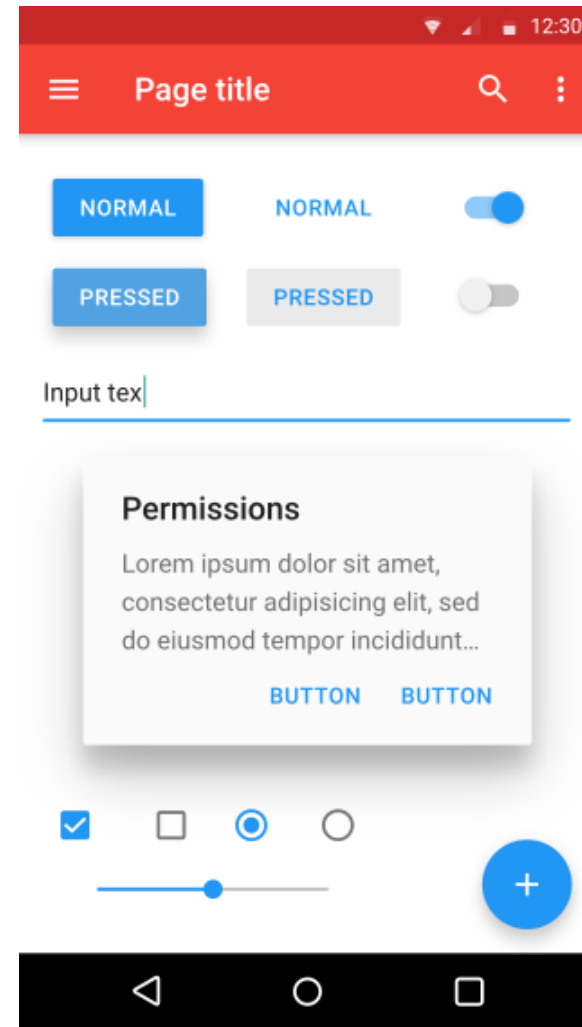 12:30
Page title
NORMAL NORMAL
PRESSED PRESSED
Input tex
Permissions
Lorem ipsum dolor sit amet,
consectetur adipisicing elit, sed
do eiusmod tempor incididunt...
BUTTON BUTTON